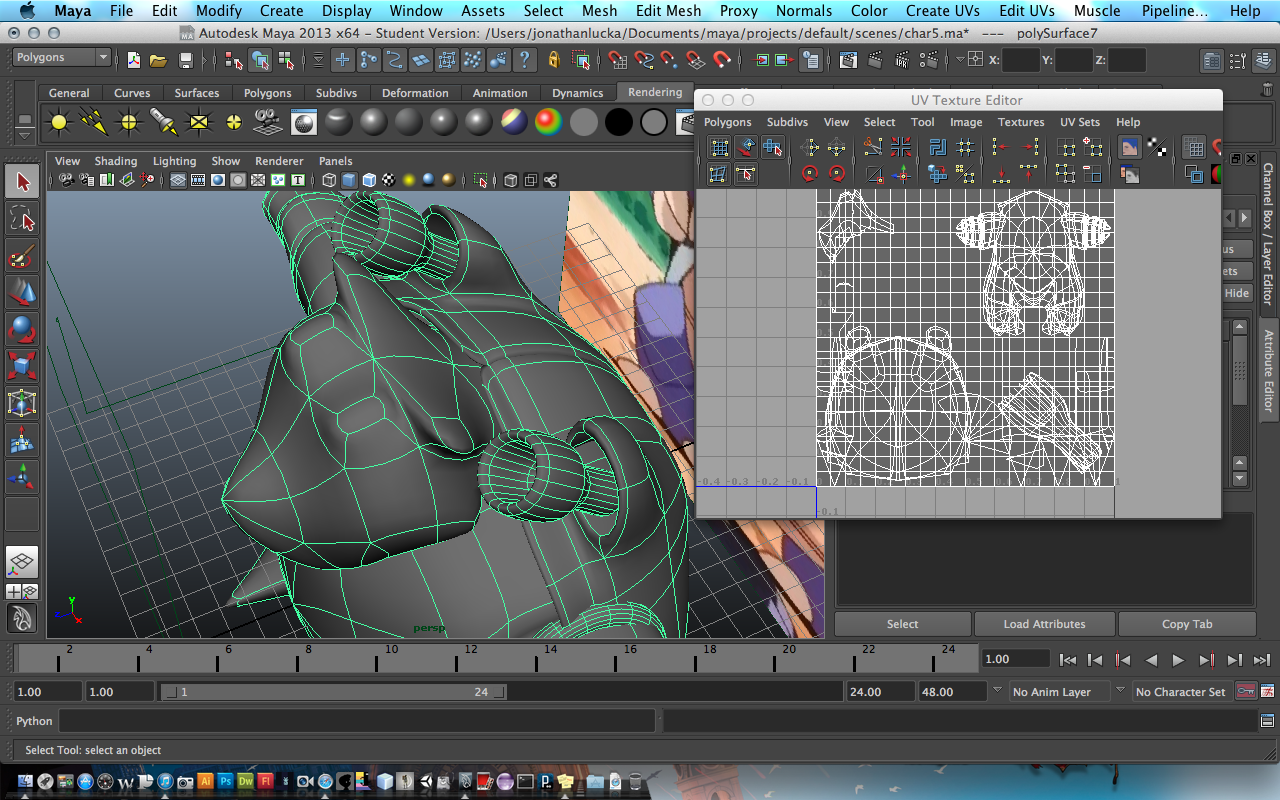 Maya File Edit Modify Create Display Window Assets Select Mesh Edit Mesh Proxy Normals Color Create UVs Edit UVs Muscle Pipeline... Help
Autodesk Maya 2013 x64 – Student Version: /Users/jonathanlucka/Documents/maya/projects/default/scenes/char5.ma* --- polySurface7
Polygons
X: Y: Z:
General Curves Surfaces Polygons Subdivs Deformation Animation Dynamics Rendering
UV Texture Editor
Polygons Subdivs View Select Tool Image Textures UV Sets Help
View Shading Lighting Show Renderer Panels
Channel Box / Layer Editor
Attribute Editor
Hide
-0.4 -0.3 -0.2 -0.1
-0.1
persp
Select Load Attributes Copy Tab
2 4 6 8 10 12 14 16 18 20 22 24
1.00
1.00 1.00 1 24 24.00 48.00 No Anim Layer No Character Set
Python
Select Tool: select an object
Ai Ps Dw Fl